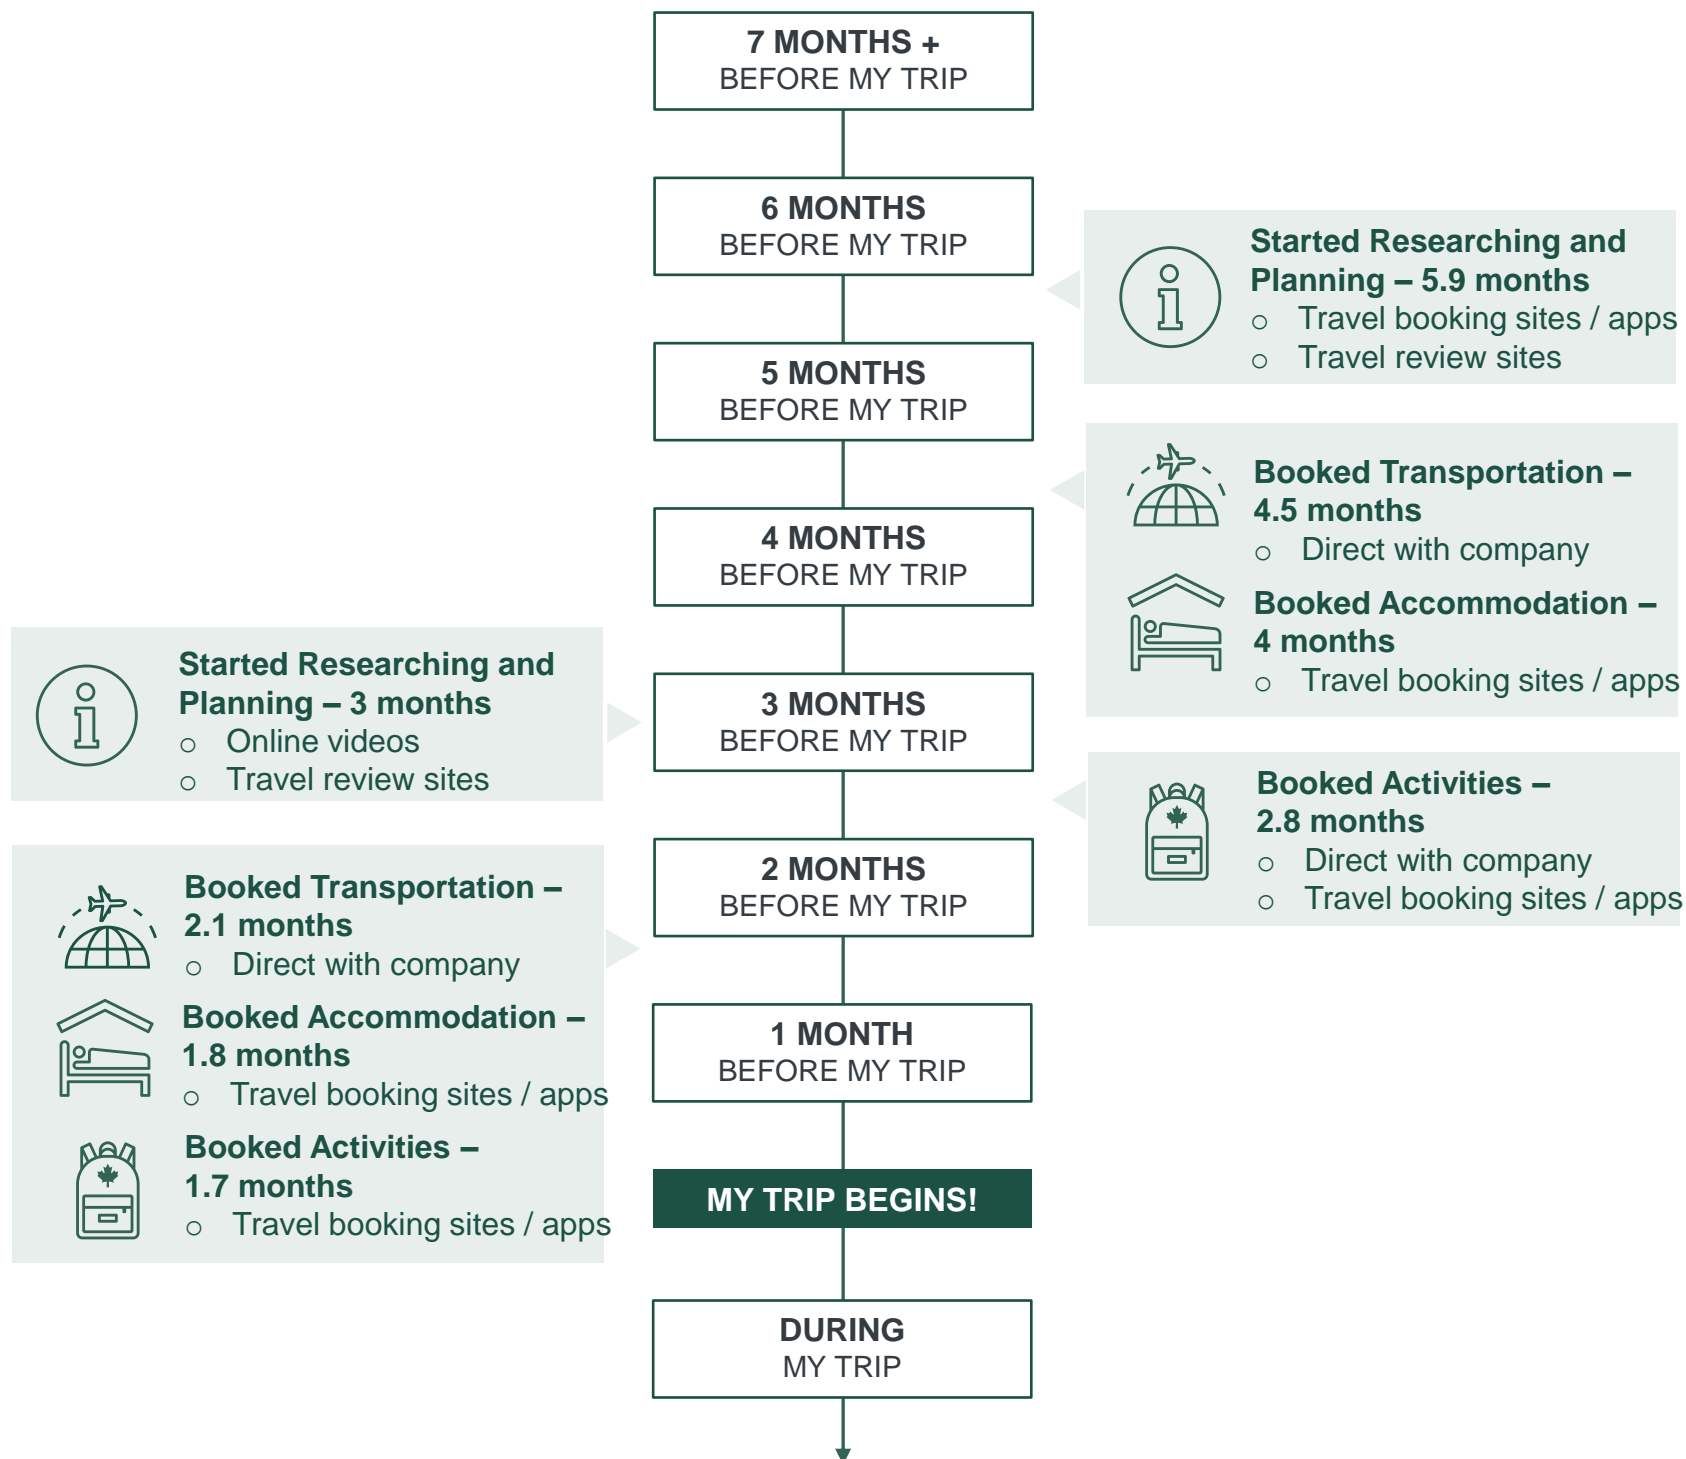 7 MONTHS +
BEFORE MY TRIP
6 MONTHS
BEFORE MY TRIP
Started Researching and
Planning – 5.9 months
o Travel booking sites / apps
o Travel review sites
5 MONTHS
BEFORE MY TRIP
Booked Transportation –
4.5 months
o Direct with company
Booked Accommodation –
4 months
o Travel booking sites / apps
4 MONTHS
BEFORE MY TRIP
Started Researching and
Planning – 3 months
o Online videos
o Travel review sites
3 MONTHS
BEFORE MY TRIP
Booked Activities –
2.8 months
o Direct with company
o Travel booking sites / apps
2 MONTHS
BEFORE MY TRIP
Booked Transportation –
2.1 months
o Direct with company
Booked Accommodation –
1.8 months
o Travel booking sites / apps
Booked Activities –
1.7 months
o Travel booking sites / apps
1 MONTH
BEFORE MY TRIP
MY TRIP BEGINS!
DURING
MY TRIP